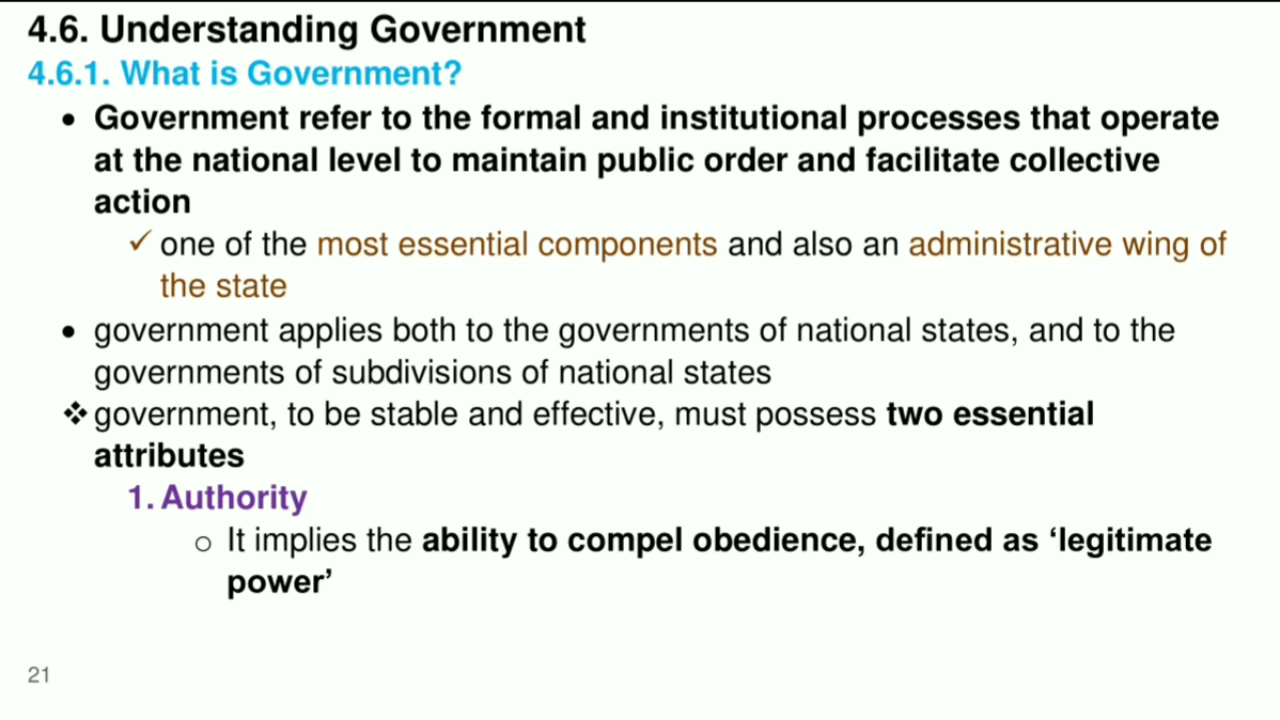 4.6. Understanding Government
4.6.1. What is Government?
• Government refer to the formal and institutional processes that operate
at the national level to maintain public order and facilitate collective
action
✓ one of the most essential components and also an administrative wing of
the state
• government applies both to the governments of national states, and to the
governments of subdivisions of national states
❖ government, to be stable and effective, must possess two essential
attributes
1. Authority
○ It implies the ability to compel obedience, defined as ‘legitimate
power’
21